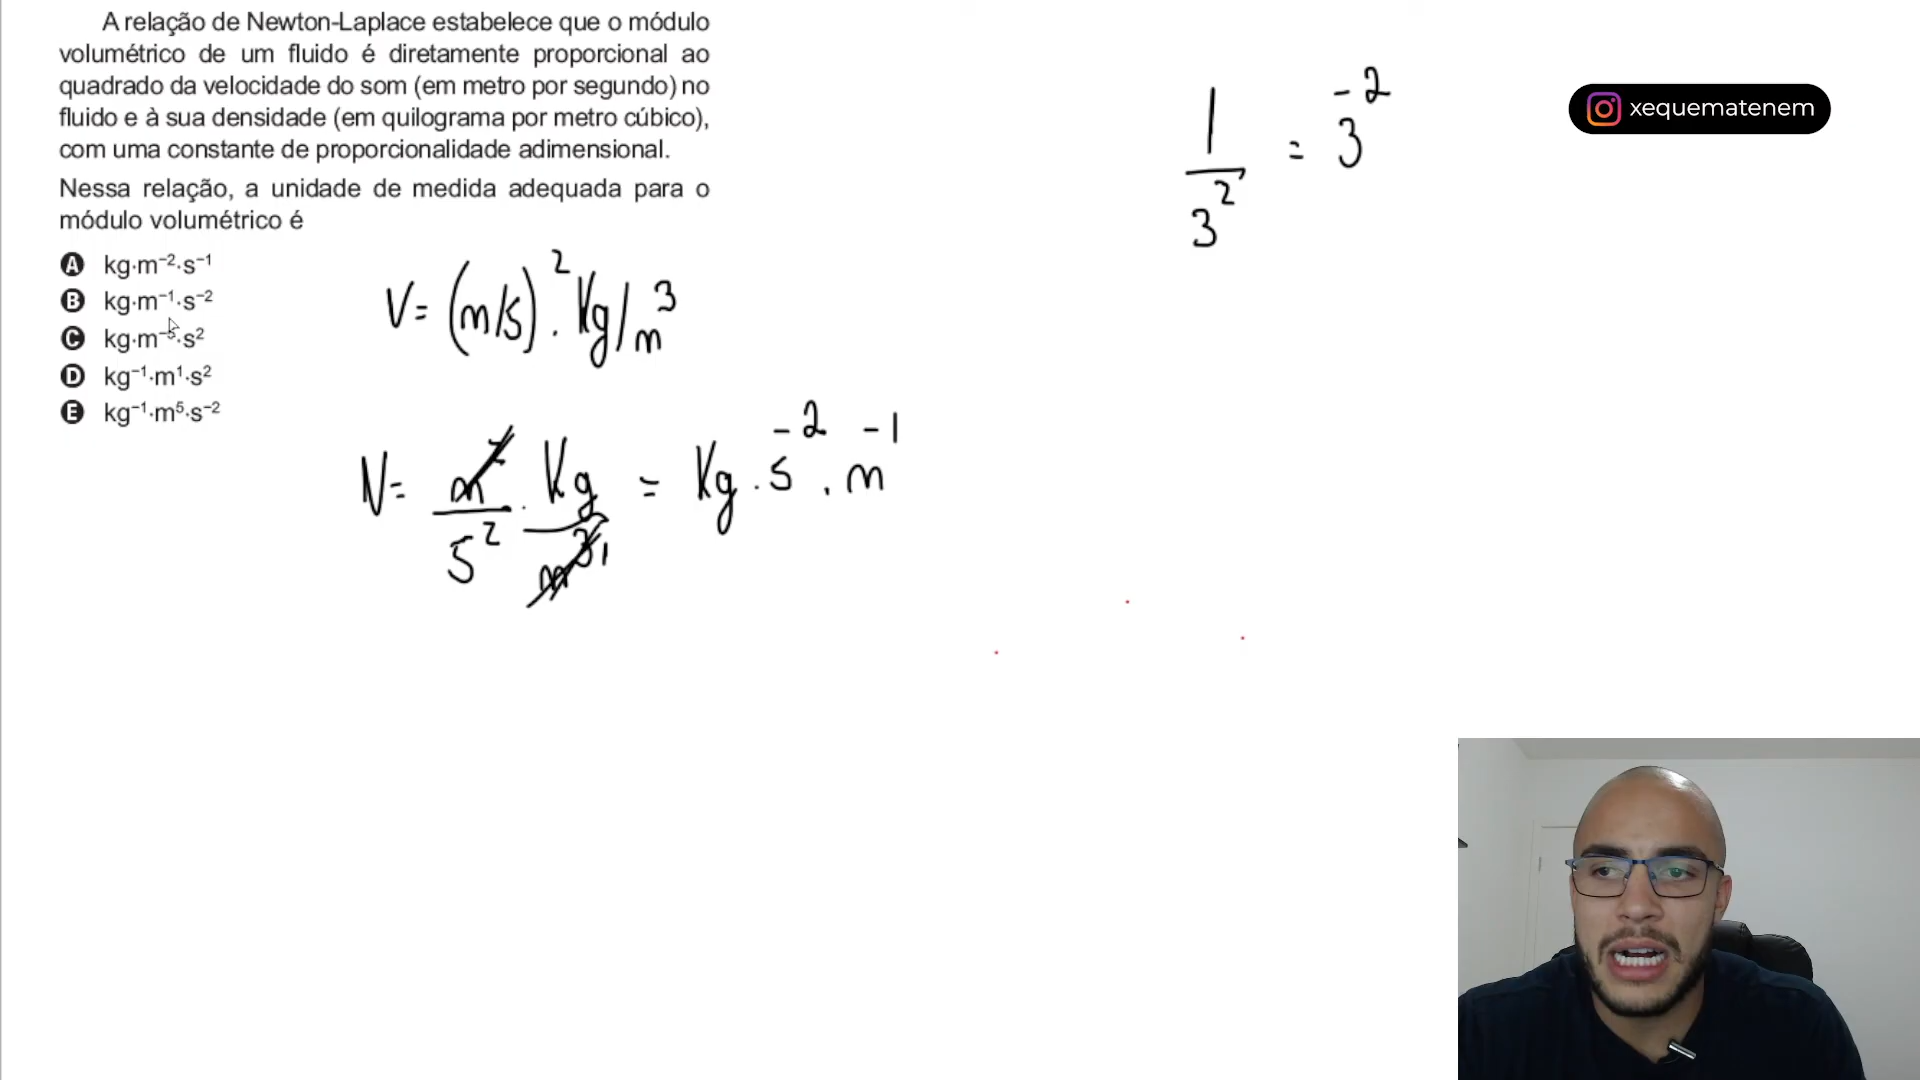 A relação de Newton-Laplace estabelece que o módulo
volumétrico de um fluido é diretamente proporcional ao
quadrado da velocidade do som (em metro por segundo) no
fluido e à sua densidade (em quilograma por metro cúbico),
com uma constante de proporcionalidade adimensional.
Nessa relação, a unidade de medida adequada para o
módulo volumétrico é
A kg·m⁻²·s⁻¹
B kg·m⁻¹·s⁻²
C kg·m⁻⁵·s²
D kg⁻¹·m¹·s²
E kg⁻¹·m⁵·s⁻²
V = (m/s)² . Kg/m³
V = m²/s² . Kg/m³ 1 = Kg . s⁻² . m⁻¹
1/3² = 3⁻²
xequematenem